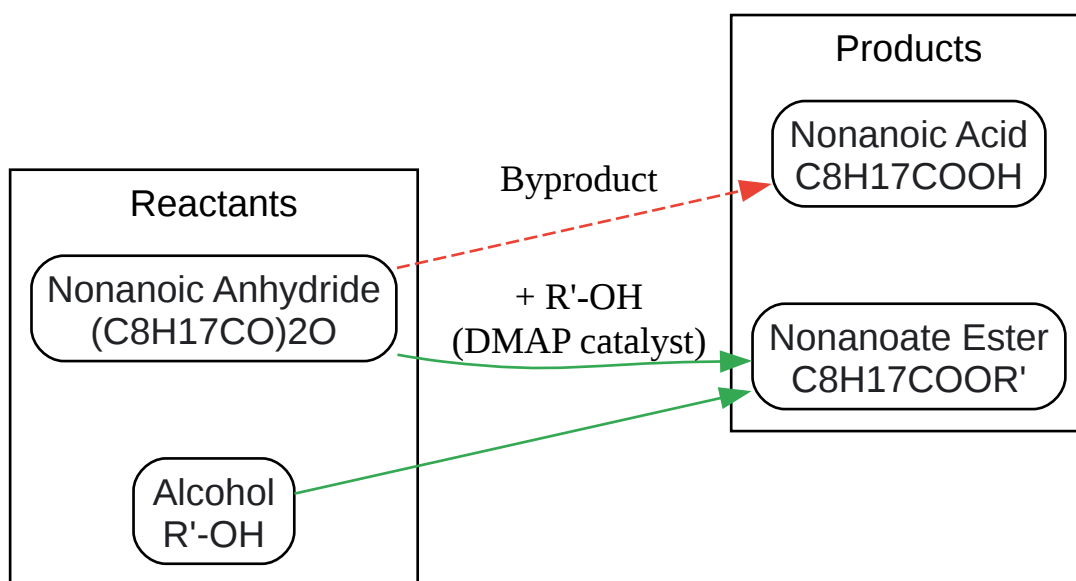 Reactants
Nonanoic Anhydride
(C8H17CO)2O
Alcohol
R'-OH
Byproduct
+ R'-OH
(DMAP catalyst)
Products
Nonanoic Acid
C8H17COOH
Nonanoate Ester
C8H17COOR'